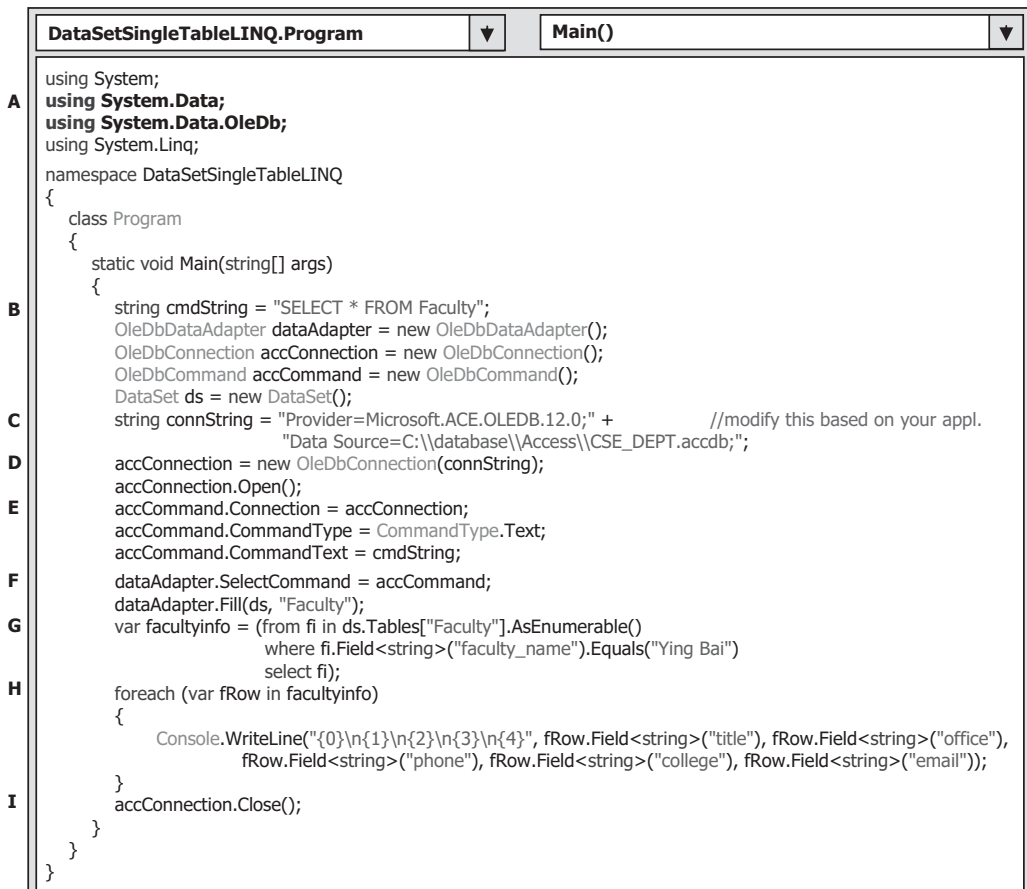 DataSetSingleTableLINQ.Program Main()
using System;
A using System.Data;
using System.Data.OleDb;
using System.Linq;
namespace DataSetSingleTableLINQ
{
class Program
{
static void Main(string[] args)
{
B string cmdString = "SELECT * FROM Faculty";
OleDbDataAdapter dataAdapter = new OleDbDataAdapter();
OleDbConnection accConnection = new OleDbConnection();
OleDbCommand accCommand = new OleDbCommand();
DataSet ds = new DataSet();
C string connString = "Provider=Microsoft.ACE.OLEDB.12.0;" + //modify this based on your appl.
"Data Source=C:\\database\\Access\\CSE_DEPT.accdb;";
D accConnection = new OleDbConnection(connString);
accConnection.Open();
E accCommand.Connection = accConnection;
accCommand.CommandType = CommandType.Text;
accCommand.CommandText = cmdString;
F dataAdapter.SelectCommand = accCommand;
dataAdapter.Fill(ds, "Faculty");
G var facultyinfo = (from fi in ds.Tables["Faculty"].AsEnumerable()
where fi.Field<string>("faculty_name").Equals("Ying Bai")
select fi);
H foreach (var fRow in facultyinfo)
{
Console.WriteLine("{0}\n{1}\n{2}\n{3}\n{4}", fRow.Field<string>("title"), fRow.Field<string>("office"),
fRow.Field<string>("phone"), fRow.Field<string>("college"), fRow.Field<string>("email"));
}
I accConnection.Close();
}
}
}